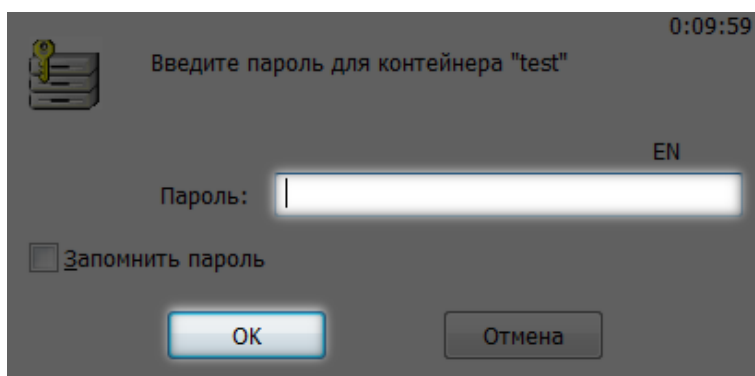 0:09:59
Введите пароль для контейнера "test"
EN
Пароль:
Запомнить пароль
OK
Отмена